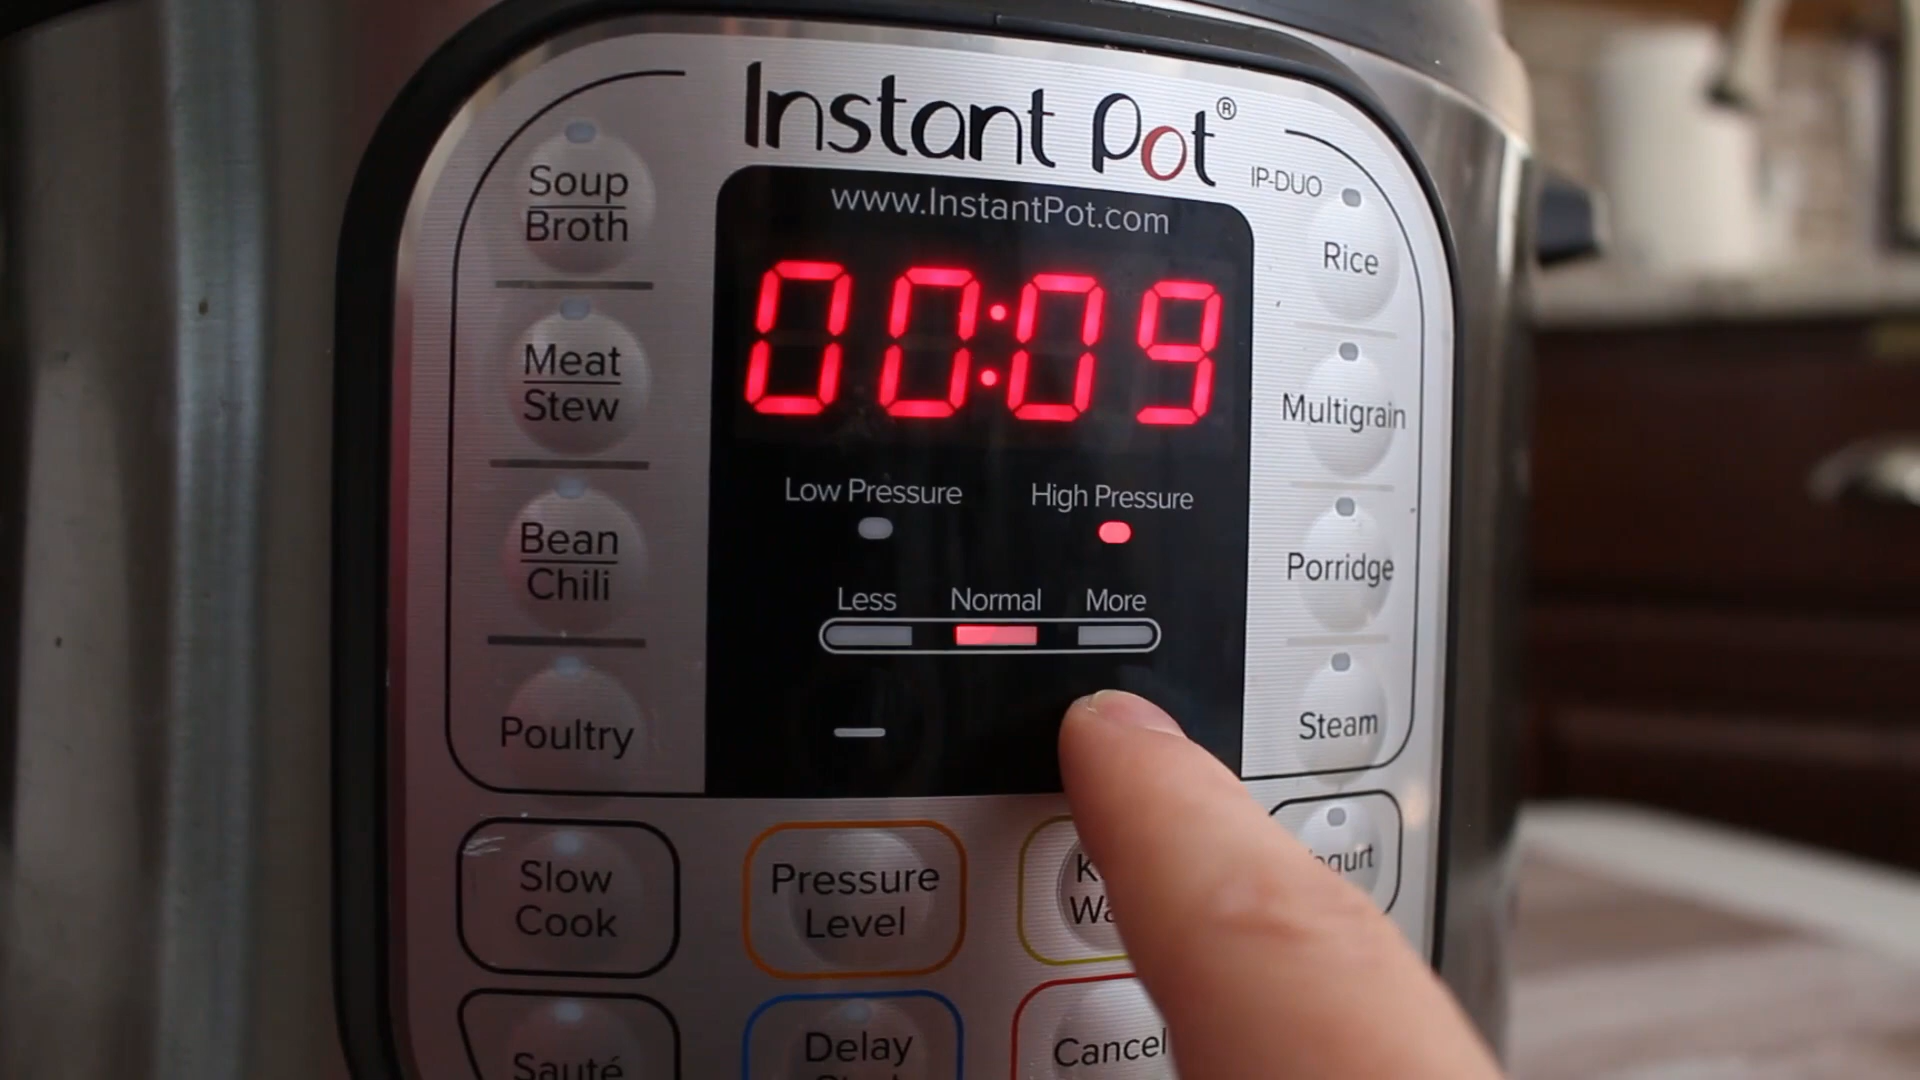 Instant Pot®
IP-DUO
www.InstantPot.com
00:09
Low Pressure
High Pressure
Less
Normal
More
—
Soup
Broth
Meat
Stew
Bean
Chili
Poultry
Rice
Multigrain
Porridge
Steam
Slow
Cook
Pressure
Level
Sauté
Delay
Cancel